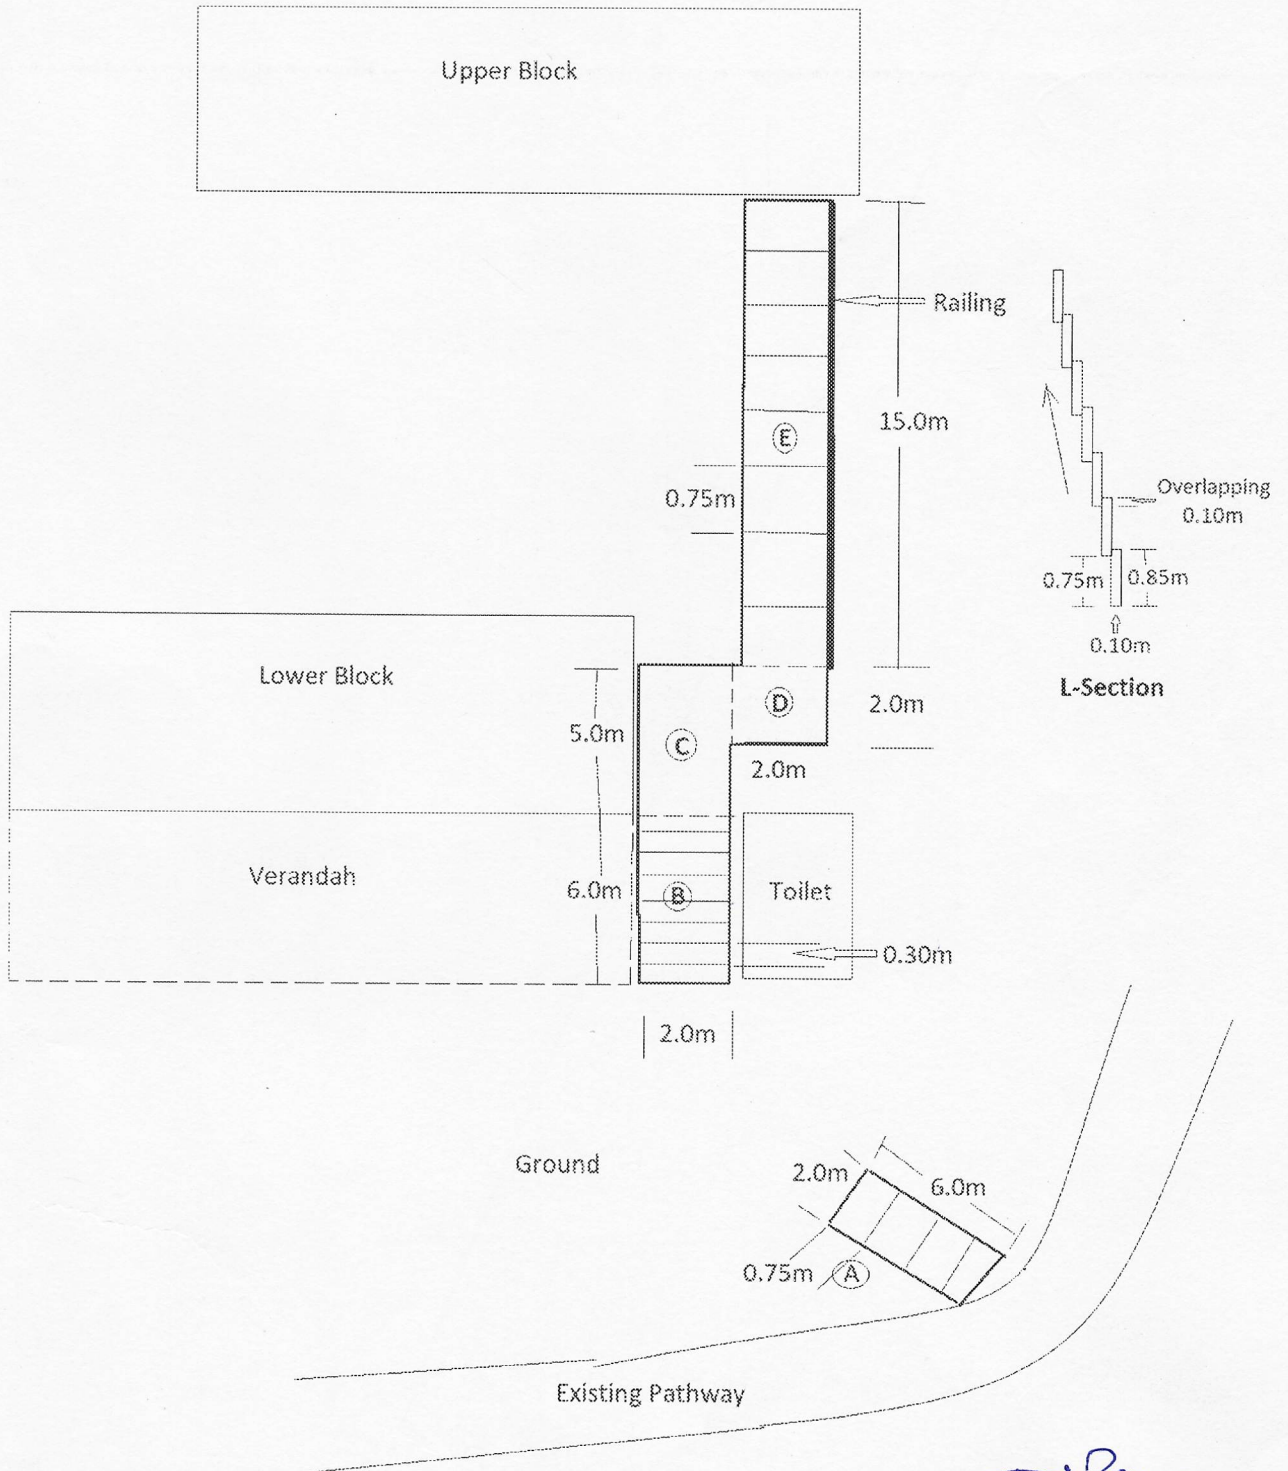 Upper Block
Railing
15.0m
E
0.75m
Overlapping
0.10m
0.75m
0.85m
0.10m
L-Section
Lower Block
5.0m
C
D
2.0m
2.0m
Verandah
6.0m
B
Toilet
0.30m
2.0m
Ground
2.0m
6.0m
0.75m
A
Existing Pathway